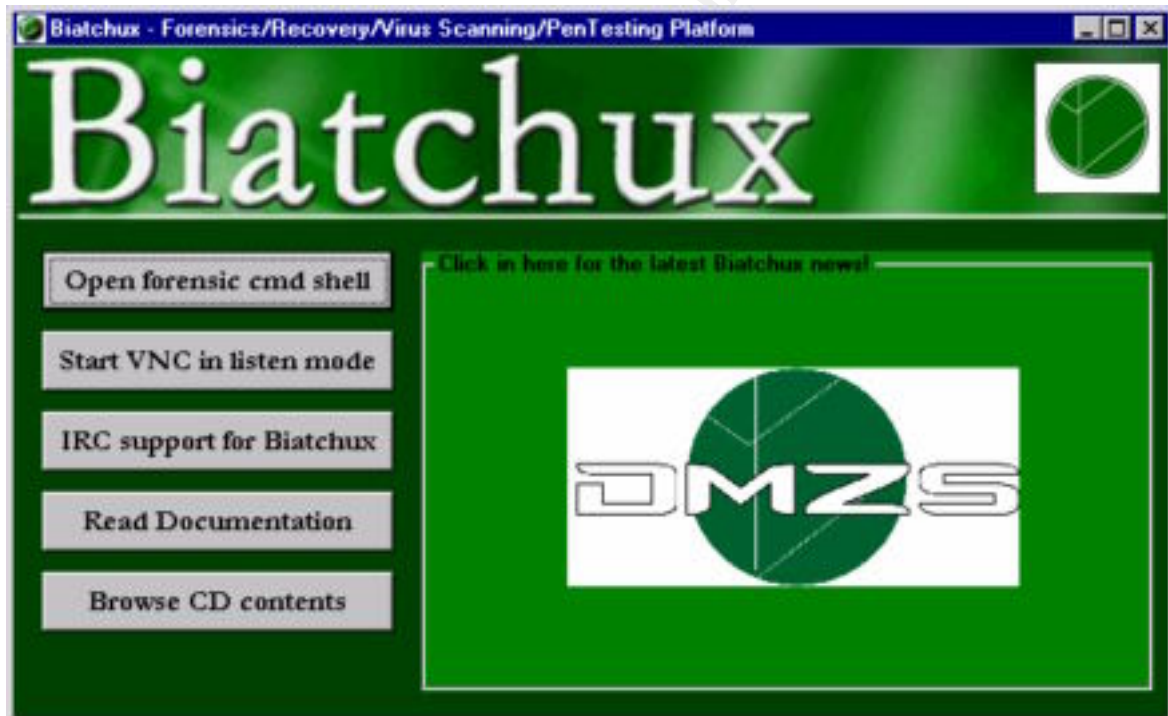 Biatchux - Forensics/Recovery/Virus Scanning/PenTesting Platform
Biatchux
Open forensic cmd shell
Click in here for the latest Biatchux news!
Start VNC in listen mode
IRC support for Biatchux
Read Documentation
Browse CD contents
DMZS